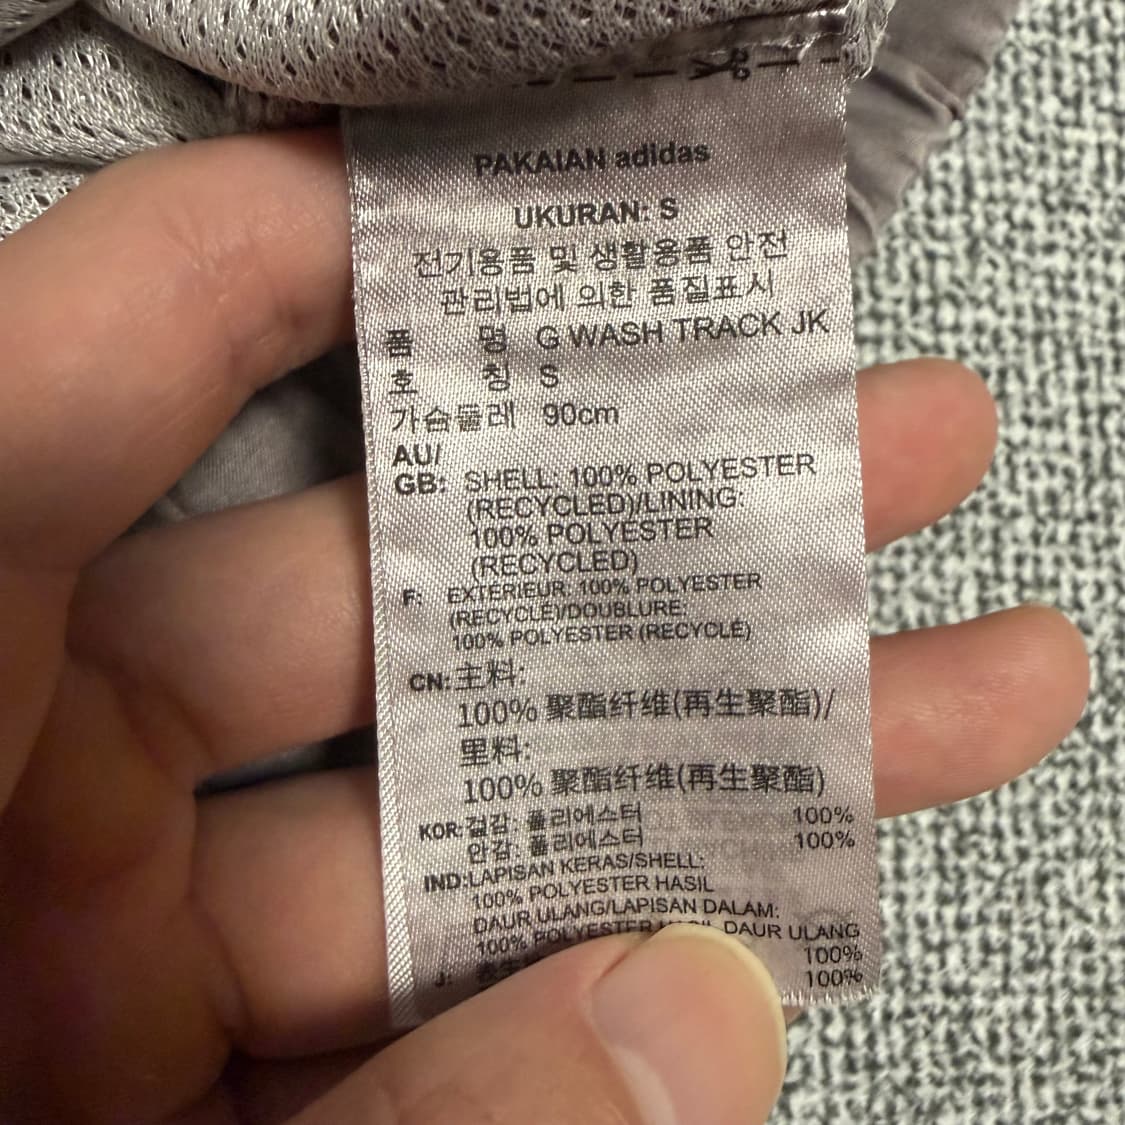 PAKAIAN adidas
UKURAN: S
전기용품 및 생활용품 안전
관리법에 의한 품질표시
품 명 G WASH TRACK JK
호 칭 S
가슴둘레 90cm
AU/
GB: SHELL: 100% POLYESTER
(RECYCLED)/LINING:
100% POLYESTER
(RECYCLED)
F: EXTERIEUR: 100% POLYESTER
(RECYCLÉ)/DOUBLURE:
100% POLYESTER (RECYCLÉ)
CN: 主料:
100% 聚酯纤维(再生聚酯)/
里料:
100% 聚酯纤维(再生聚酯)
KOR: 겉감: 폴리에스터 100%
안감: 폴리에스터 100%
IND: LAPISAN KERAS/SHELL:
100% POLYESTER HASIL
DAUR ULANG/LAPISAN DALAM:
100% POLYESTER HASIL DAUR ULANG
J: 100%
100%